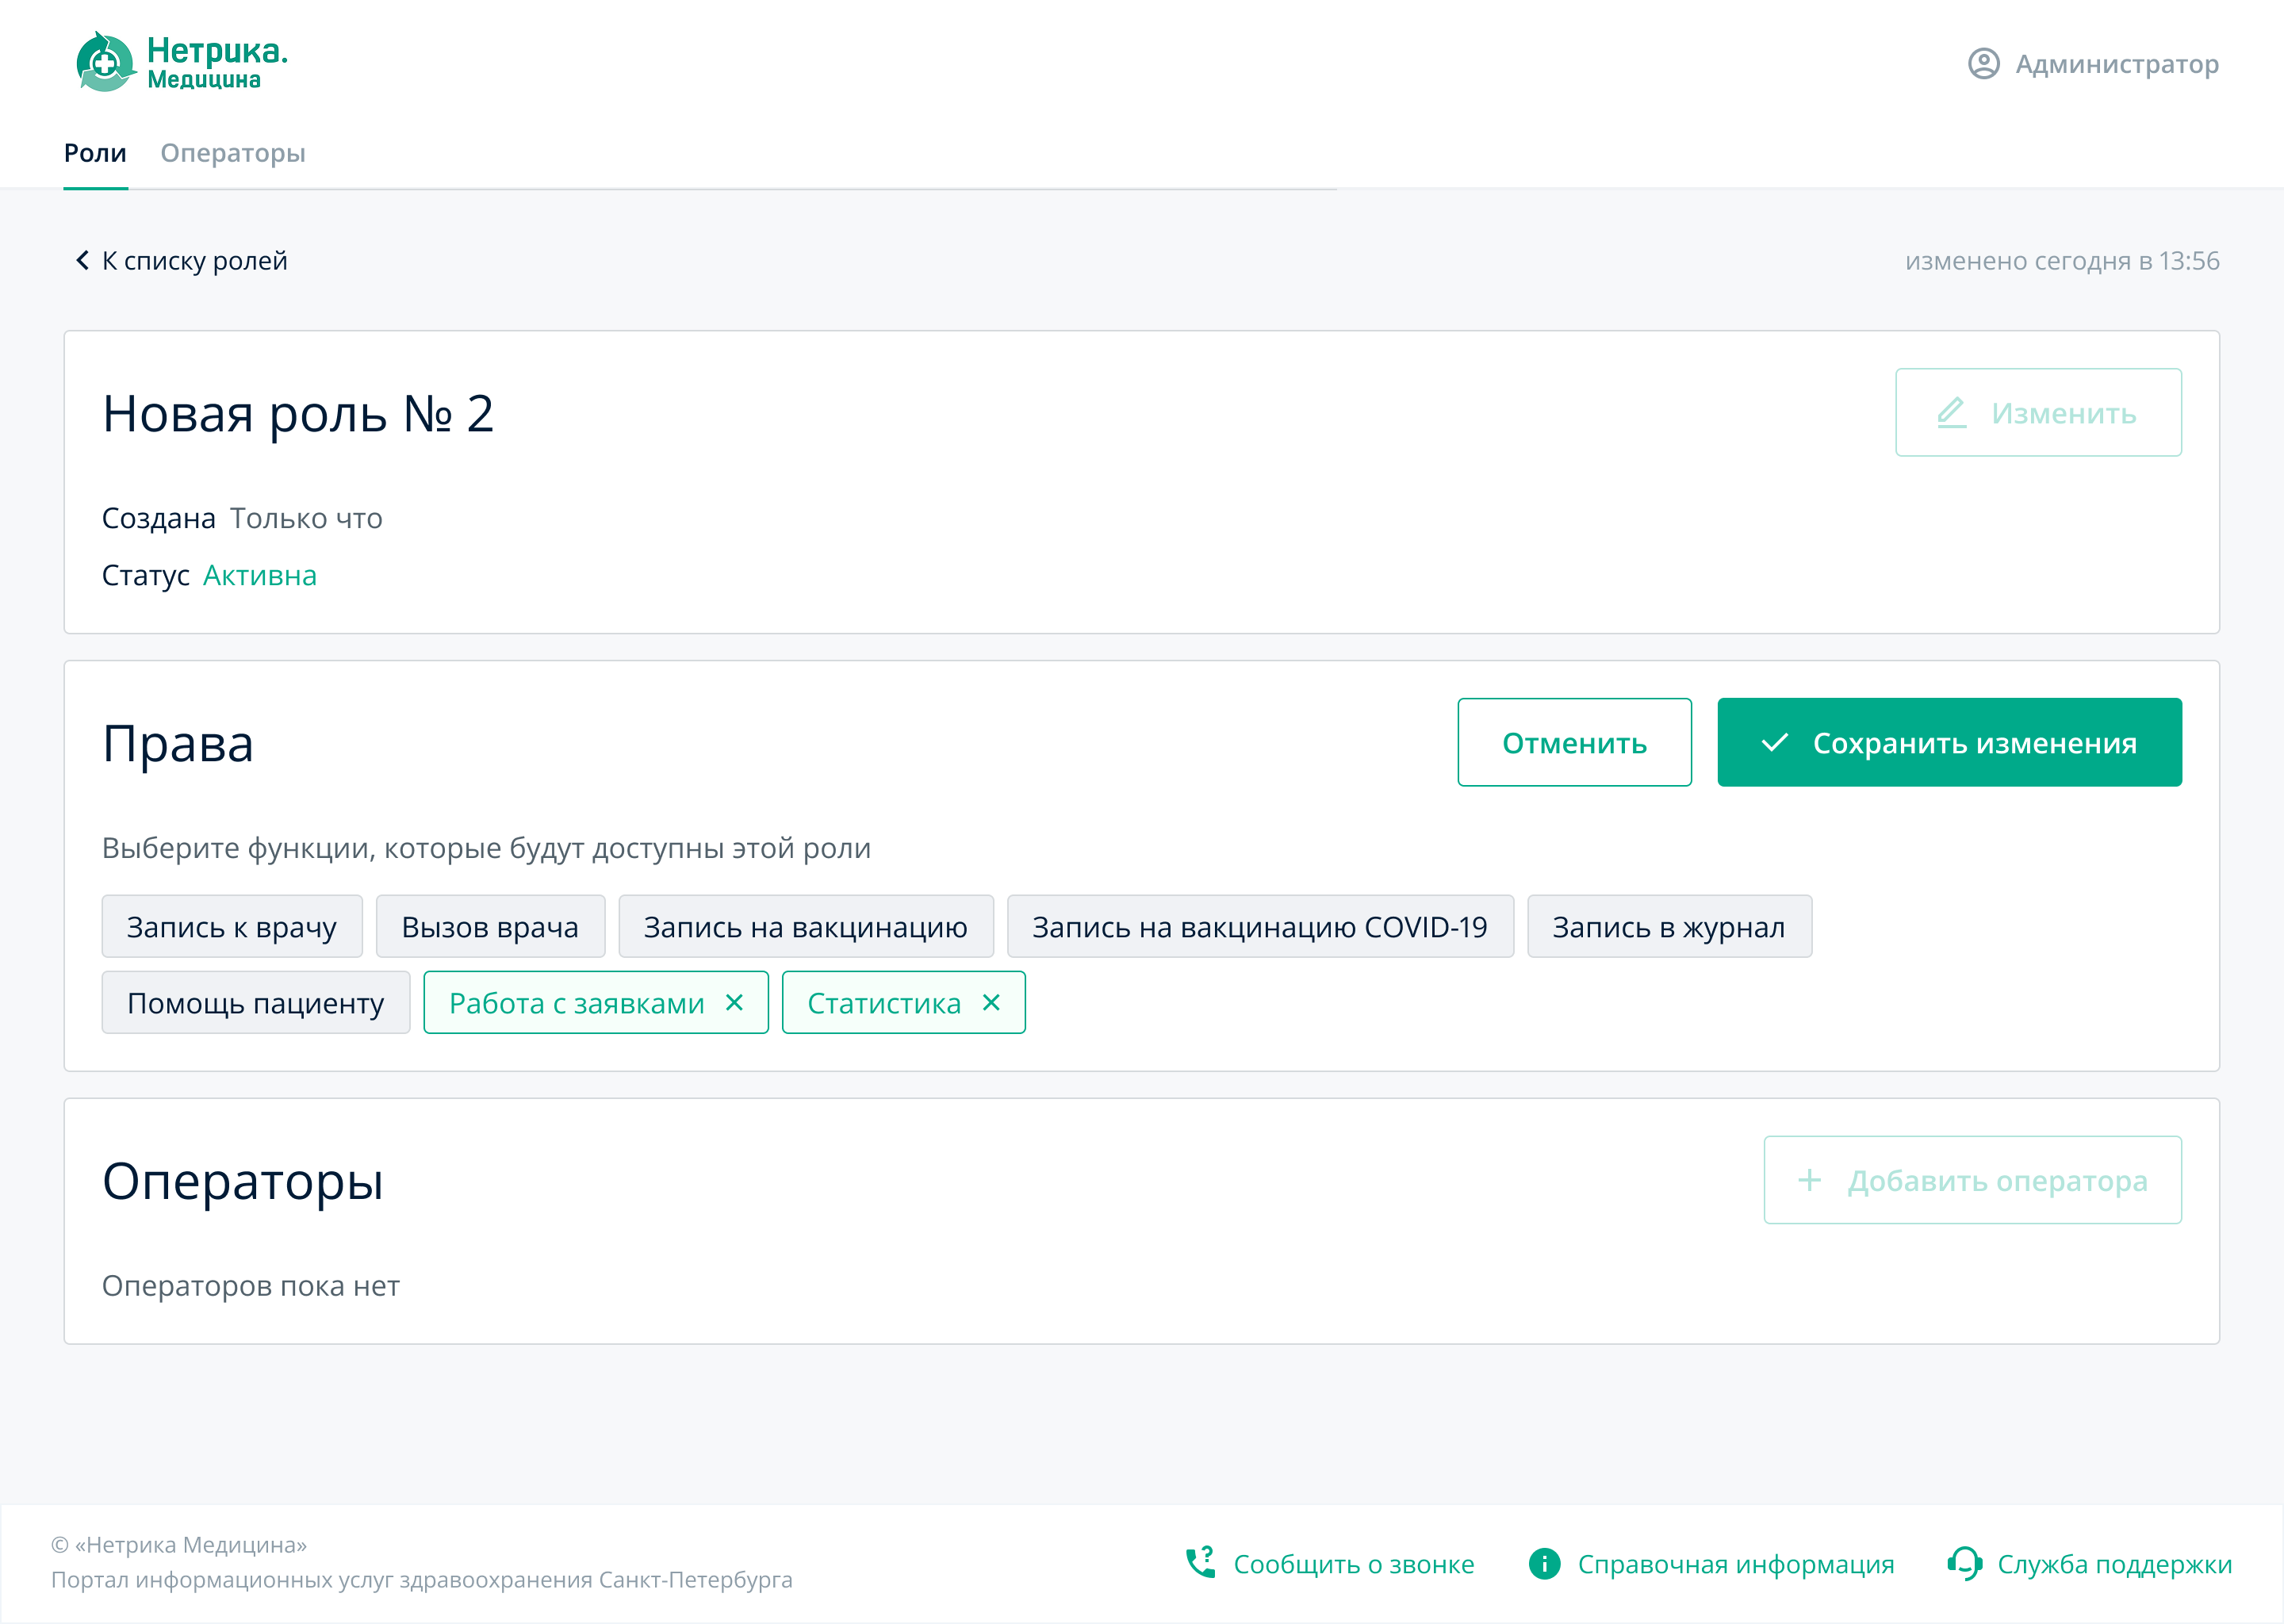 Нетрика.
Медицина
Администратор
Роли Операторы
К списку ролей
изменено сегодня в 13:56
Новая роль № 2
Изменить
Создана Только что
Статус Активна
Права
Отменить
Сохранить изменения
Выберите функции, которые будут доступны этой роли
Запись к врачу Вызов врача Запись на вакцинацию Запись на вакцинацию COVID-19 Запись в журнал
Помощь пациенту Работа с заявками Статистика
Операторы
Добавить оператора
Операторов пока нет
© «Нетрика Медицина»
Портал информационных услуг здравоохранения Санкт-Петербурга
Сообщить о звонке Справочная информация Служба поддержки